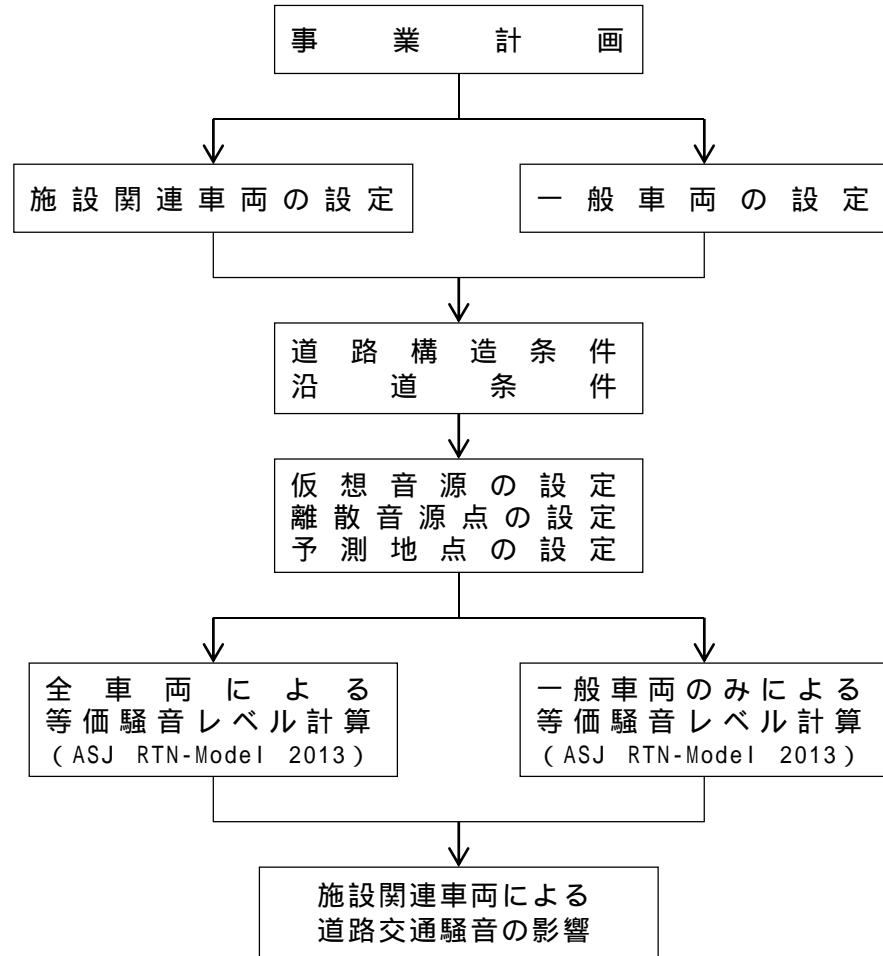 事業計画
施設関連車両の設定
一般車両の設定
道路構造条件
沿道条件
仮想音源の設定
離散音源点の設定
予測地点の設定
全車両による
等価騒音レベル計算
(ASJ RTN-Model 2013)
一般車両のみによる
等価騒音レベル計算
(ASJ RTN-Model 2013)
施設関連車両による
道路交通騒音の影響